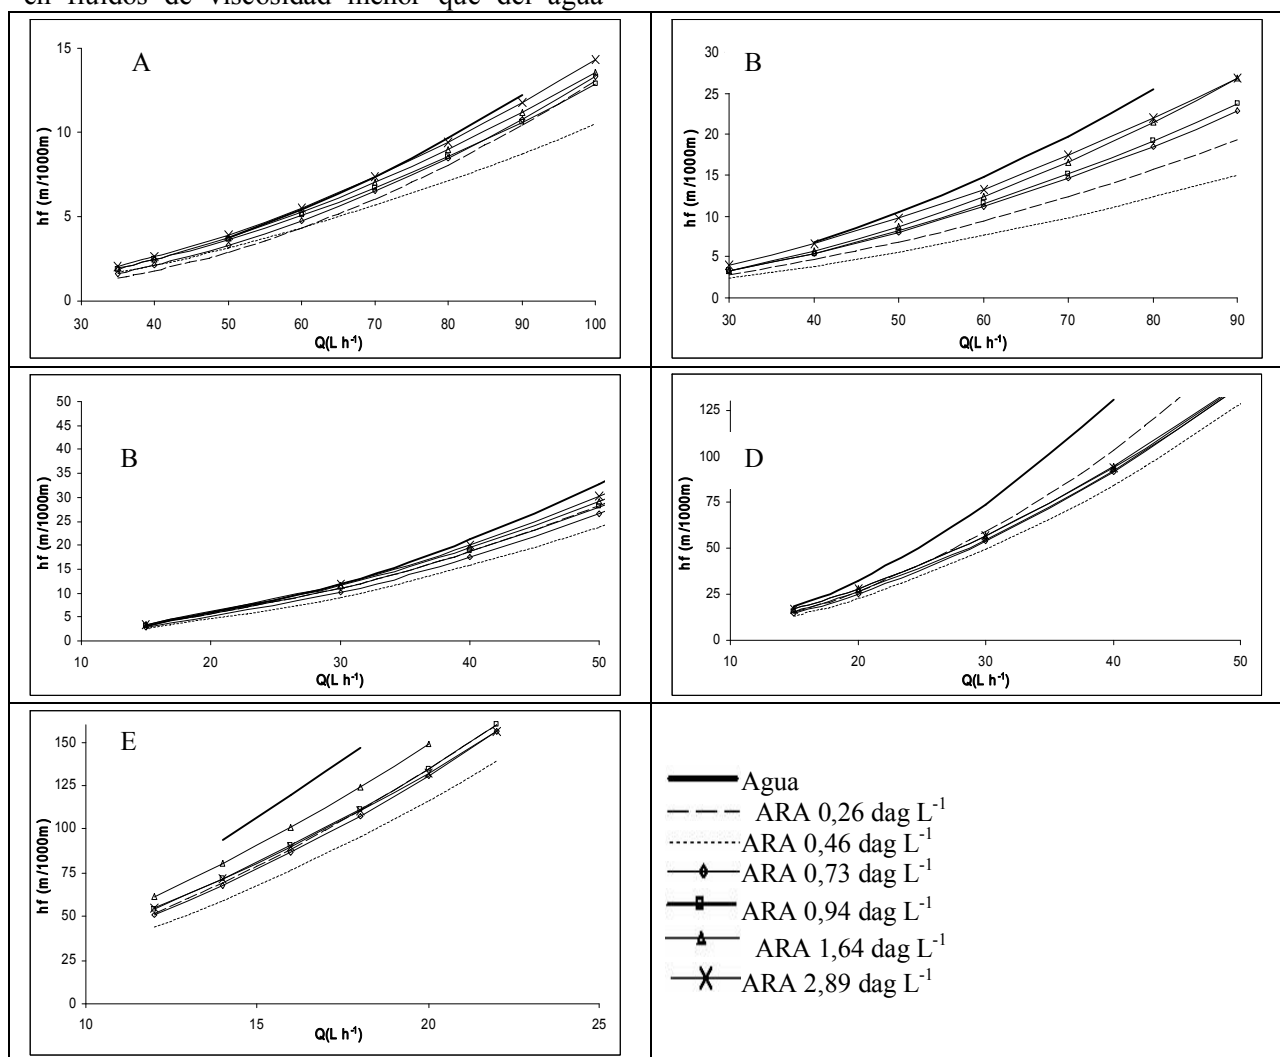 en fluidos de viscosidad menor que del agua
A
hf (m/1000m)
15
10
5
0
30 40 50 60 70 80 90 100
Q(L h-1)
B
hf (m/1000m)
30
25
20
15
10
5
0
30 40 50 60 70 80 90
Q(L h-1)
B
hf (m/1000m)
50
45
40
35
30
25
20
15
10
5
0
10 20 30 40 50
Q(L h-1)
D
hf (m/1000m)
125
100
75
50
25
0
10 20 30 40 50
Q(L h-1)
E
hf (m/1000m)
150
125
100
75
50
25
0
10 15 20 25
Q(L h-1)
Agua
ARA 0,26 dag L-1
ARA 0,46 dag L-1
ARA 0,73 dag L-1
ARA 0,94 dag L-1
ARA 1,64 dag L-1
ARA 2,89 dag L-1